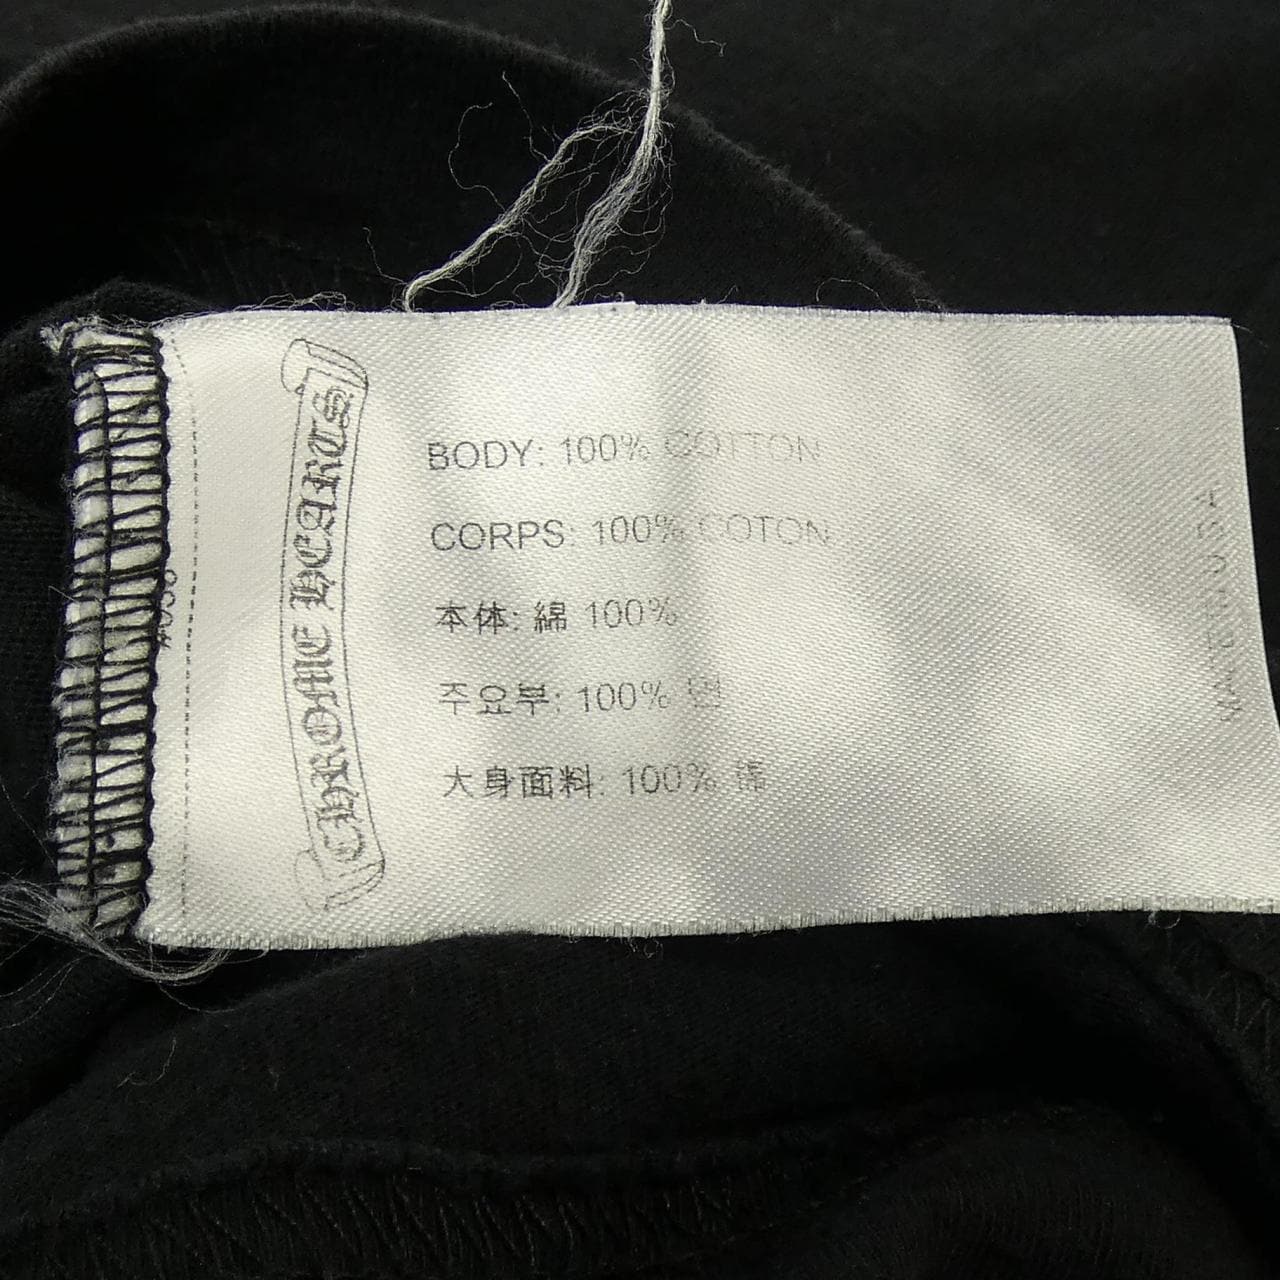 CHROME HEARTS
BODY: 100% COTTON
CORPS: 100% COTON
本体: 綿 100%
주요부: 100% 면
大身面料: 100% 棉
MADE IN U.S.A